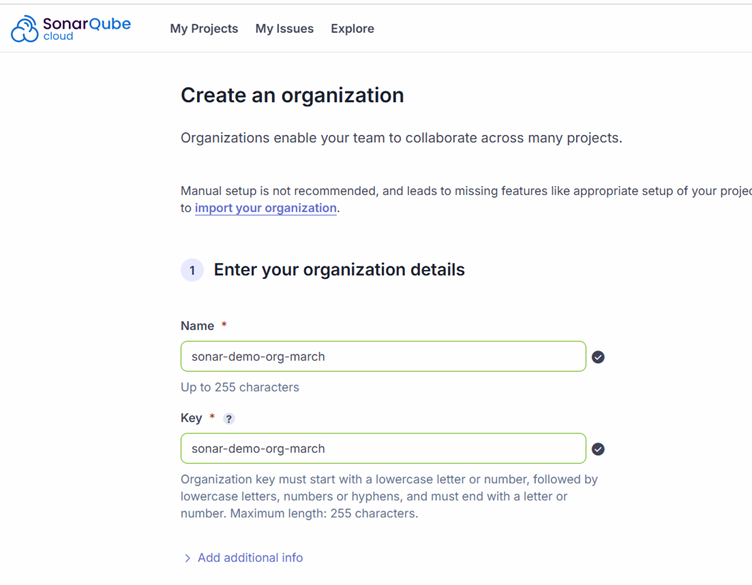 SonarQube
cloud
My Projects My Issues Explore
Create an organization
Organizations enable your team to collaborate across many projects.
Manual setup is not recommended, and leads to missing features like appropriate setup of your
to import your organization.
1 Enter your organization details
Name *
sonar-demo-org-march
Up to 255 characters
Key * ?
sonar-demo-org-march
Organization key must start with a lowercase letter or number, followed by
lowercase letters, numbers or hyphens, and must end with a letter or
number. Maximum length: 255 characters.
Add additional info